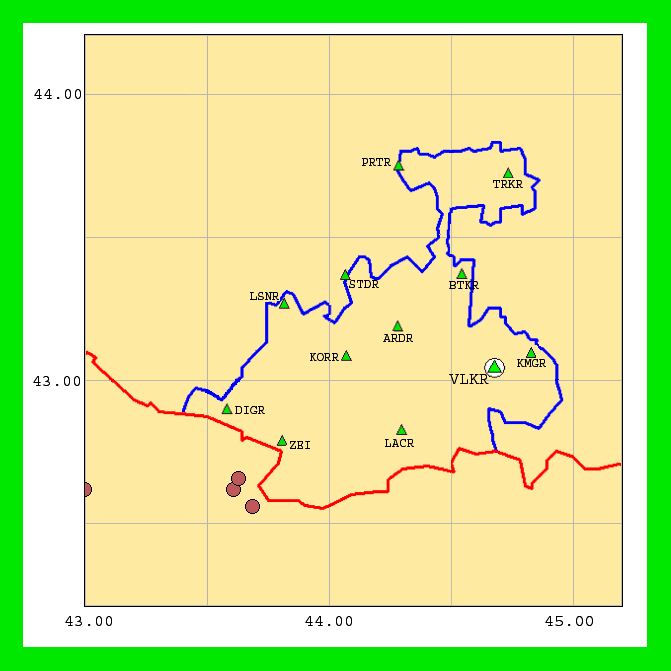 44.00
PRTR
TRKR
STDR
BTKR
LSNR
ARDR
KORR
KMGR
VLKR
43.00
DIGR
ZEI
LACR
43.00 44.00 45.00